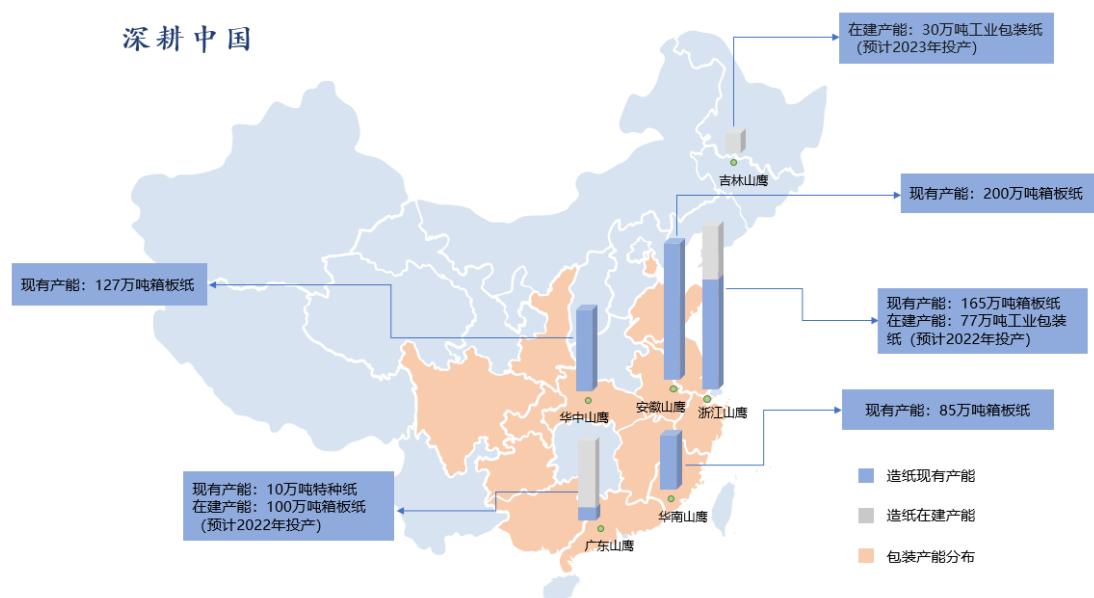 深耕中国
在建产能：30万吨工业包装纸
（预计2023年投产）
吉林山鹰
现有产能：200万吨箱板纸
现有产能：127万吨箱板纸
现有产能：165万吨箱板纸
在建产能：77万吨工业包装
纸（预计2022年投产）
华中山鹰
安徽山鹰
浙江山鹰
现有产能：85万吨箱板纸
现有产能：10万吨特种纸
在建产能：100万吨箱板纸
（预计2022年投产）
华南山鹰
广东山鹰
造纸现有产能
造纸在建产能
包装产能分布